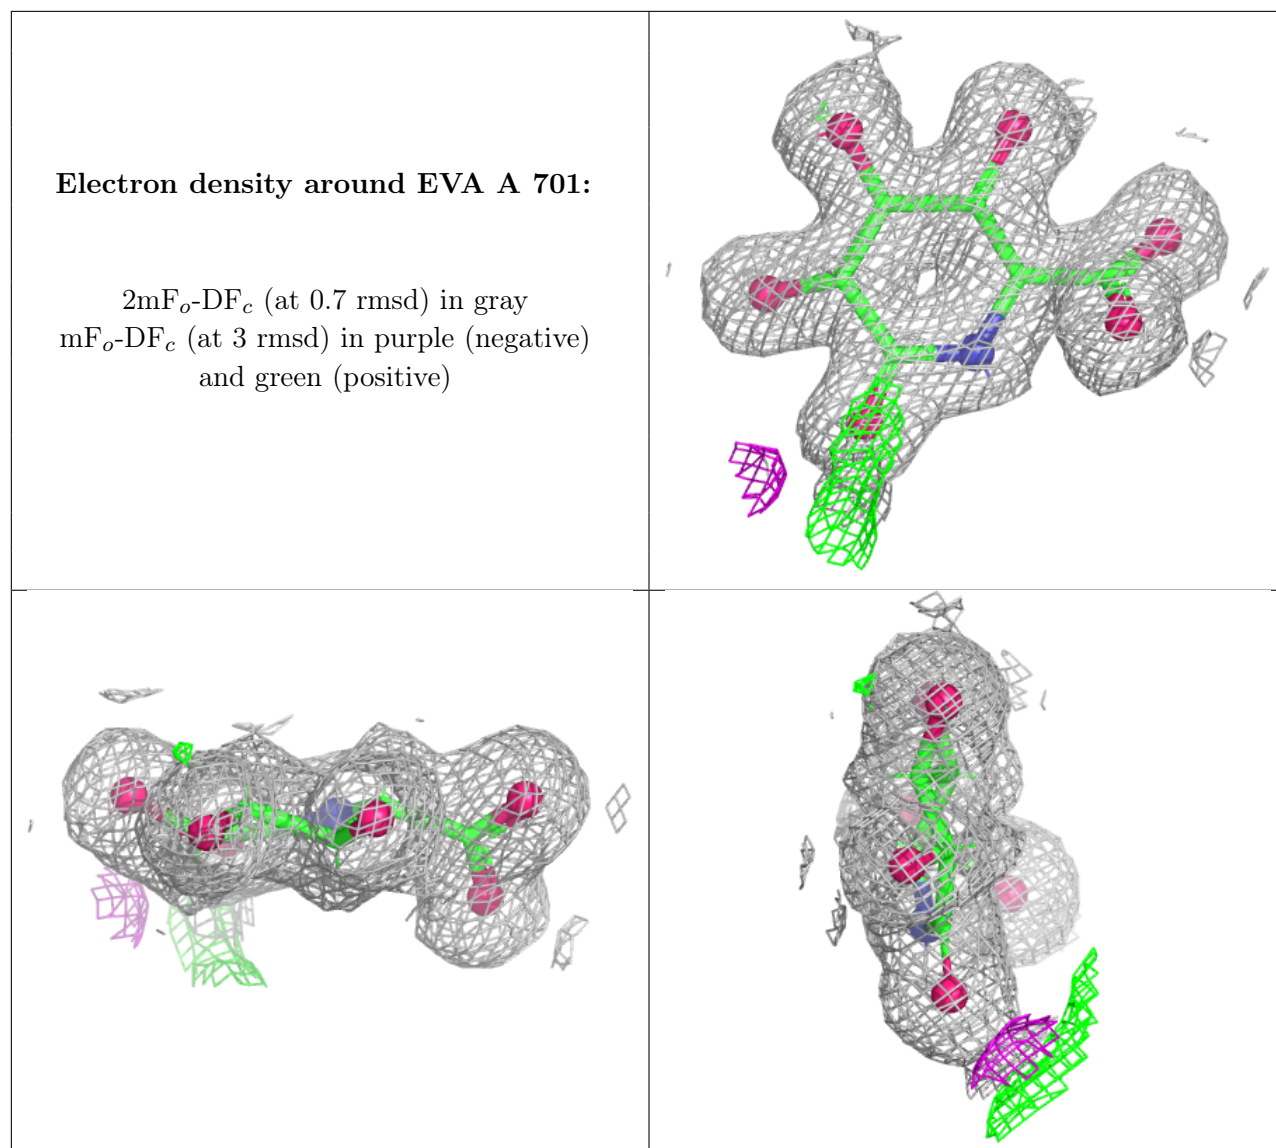 Electron density around EVA A 701:
2mFo-DFc (at 0.7 rmsd) in gray
mFo-DFc (at 3 rmsd) in purple (negative)
and green (positive)